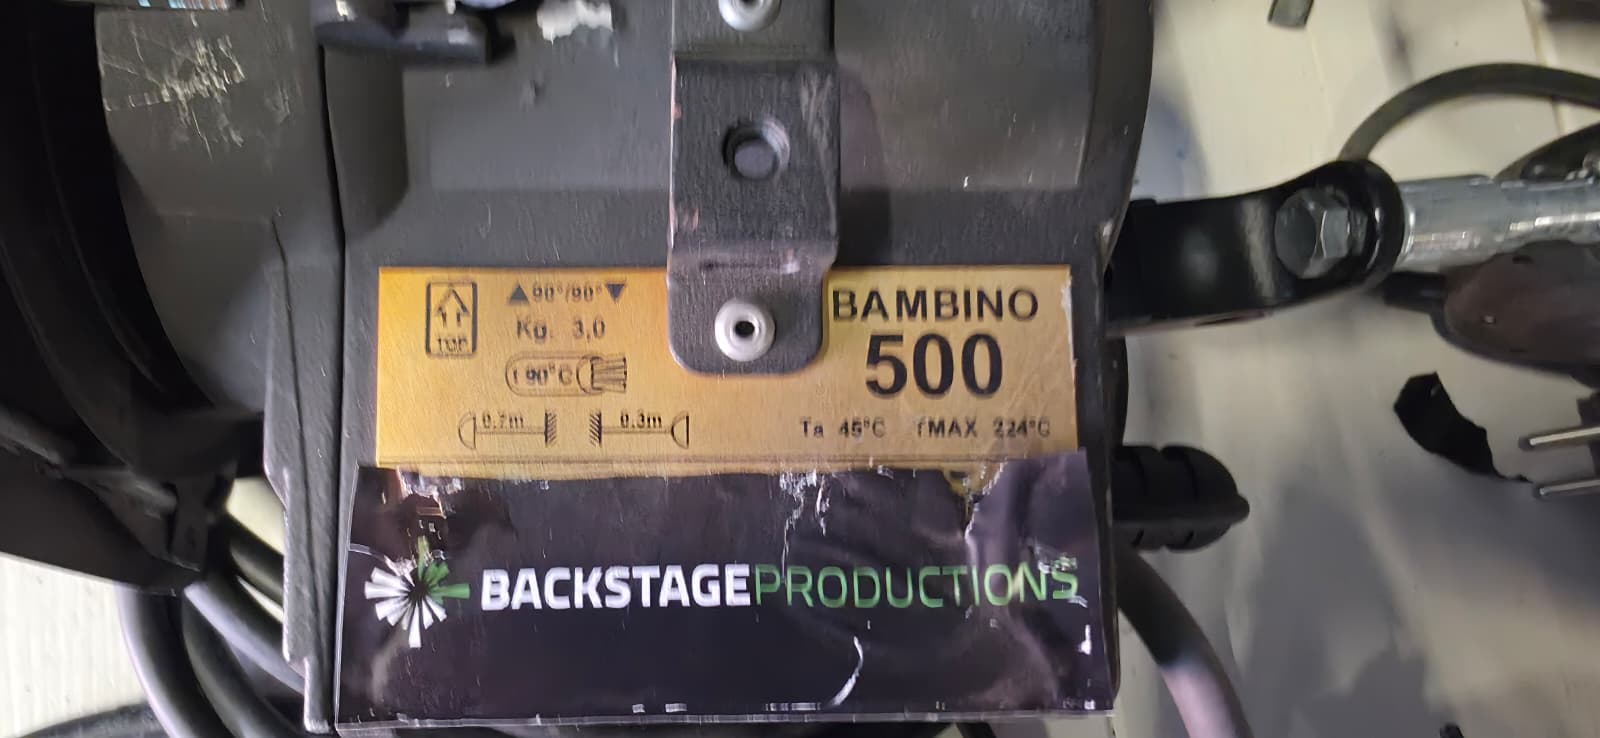 TOP
▲90°/90°▼
Kg. 3,0
t 90°C
0.7m 0.3m
BAMBINO
500
Ta 45°C TMAX 224°C
BACKSTAGEPRODUCTIONS